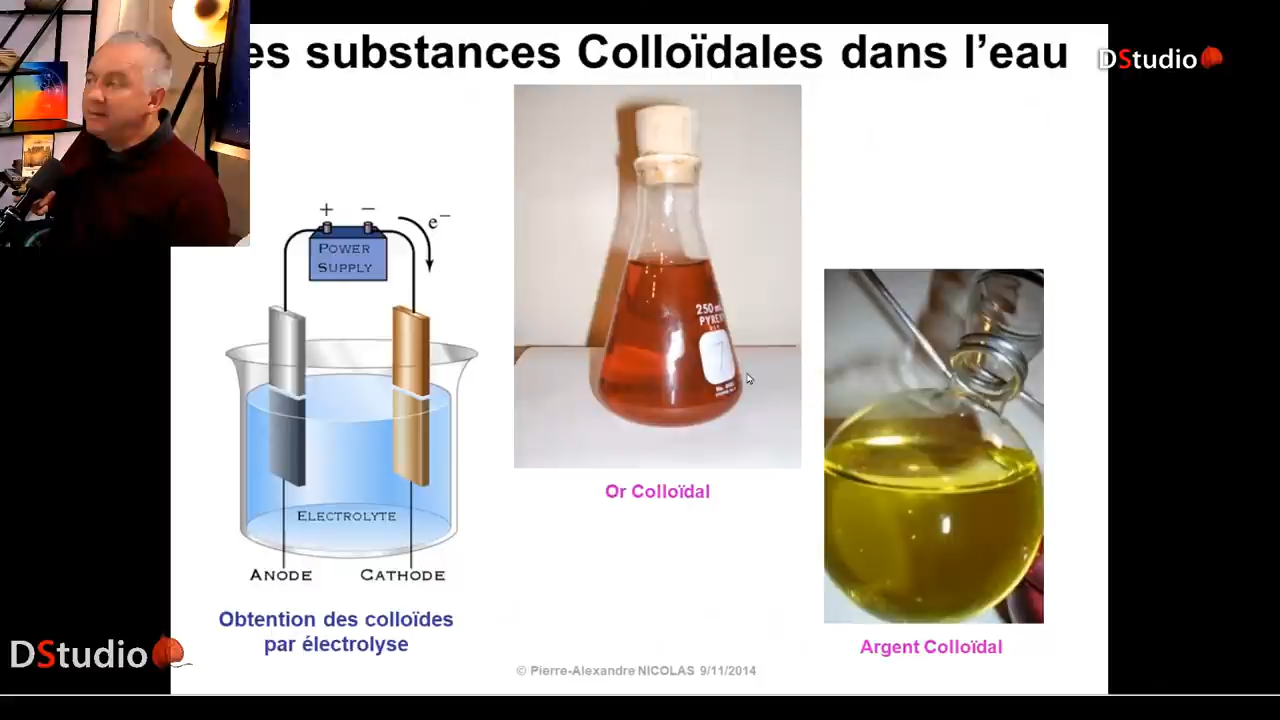 es substances Colloïdales dans l'eau
DStudio
+ − e−
POWER
SUPPLY
250
PYREX
7
Or Colloïdal
ELECTROLYTE
ANODE CATHODE
Obtention des colloïdes
par électrolyse
Argent Colloïdal
DStudio
© Pierre-Alexandre NICOLAS 9/11/2014